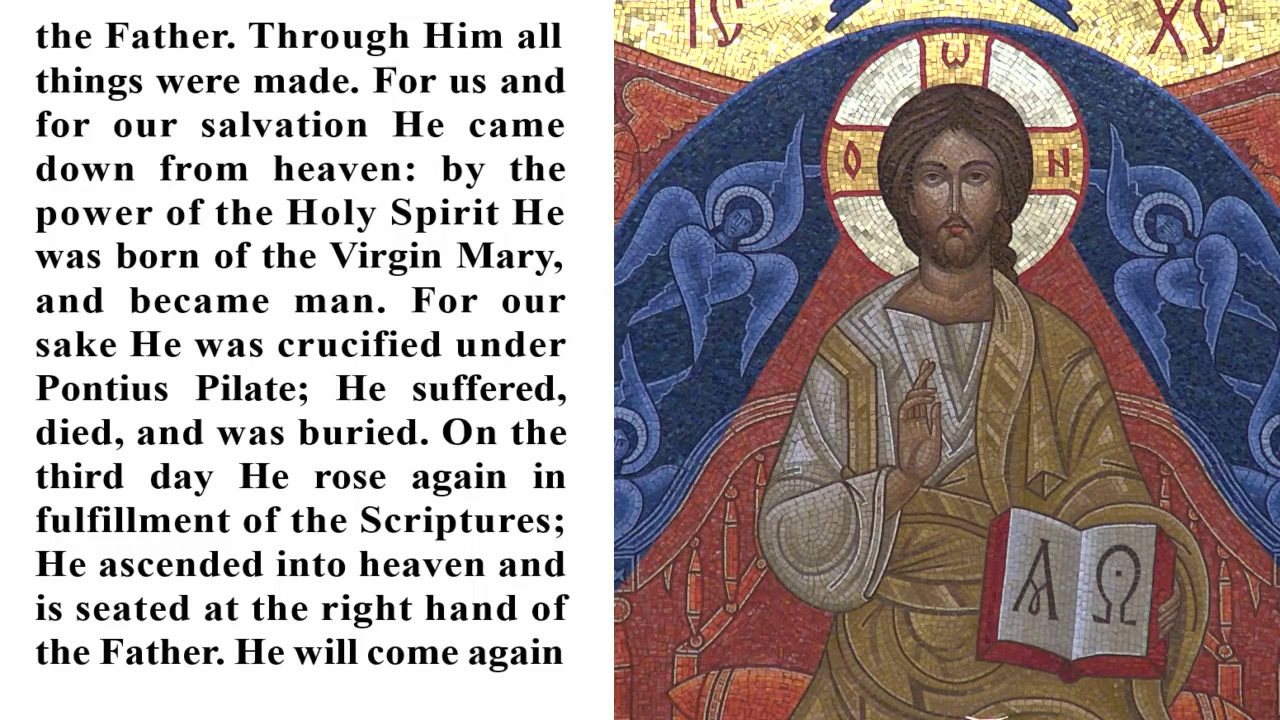 the Father. Through Him all
things were made. For us and
for our salvation He came
down from heaven: by the
power of the Holy Spirit He
was born of the Virgin Mary,
and became man. For our
sake He was crucified under
Pontius Pilate; He suffered,
died, and was buried. On the
third day He rose again in
fulfillment of the Scriptures;
He ascended into heaven and
is seated at the right hand of
the Father. He will come again
IC XC
ω
Ο Ν
Α Ω